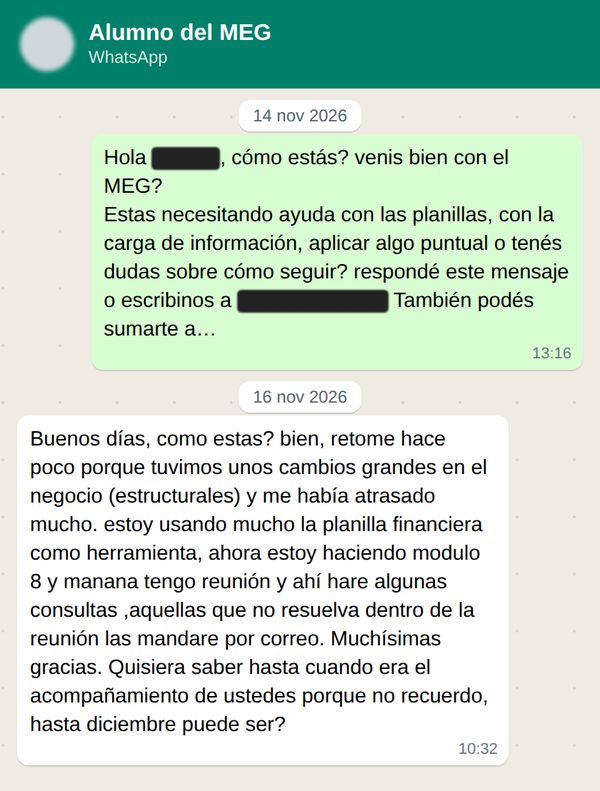 Alumno del MEG
WhatsApp
14 nov 2026
Hola , cómo estás? venis bien con el
MEG?
Estas necesitando ayuda con las planillas, con la
carga de información, aplicar algo puntual o tenés
dudas sobre cómo seguir? respondé este mensaje
o escribinos a También podés
sumarte a…
13:16
16 nov 2026
Buenos días, como estas? bien, retome hace
poco porque tuvimos unos cambios grandes en el
negocio (estructurales) y me había atrasado
mucho. estoy usando mucho la planilla financiera
como herramienta, ahora estoy haciendo modulo
8 y manana tengo reunión y ahí hare algunas
consultas ,aquellas que no resuelva dentro de la
reunión las mandare por correo. Muchísimas
gracias. Quisiera saber hasta cuando era el
acompañamiento de ustedes porque no recuerdo,
hasta diciembre puede ser?
10:32